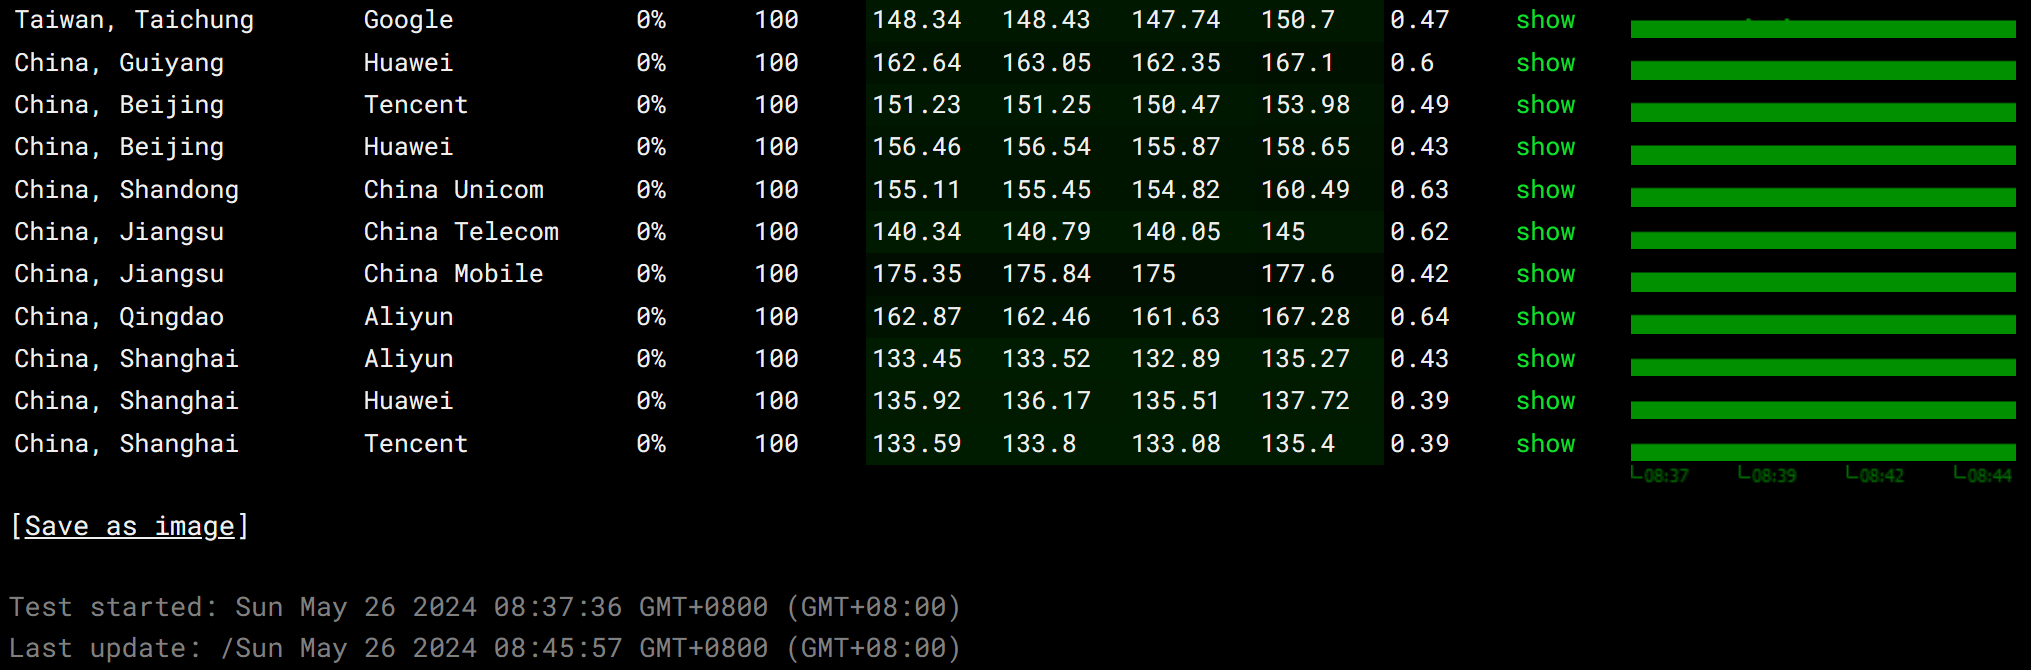 Taiwan, Taichung Google 0% 100 148.34 148.43 147.74 150.7 0.47 show
China, Guiyang Huawei 0% 100 162.64 163.05 162.35 167.1 0.6 show
China, Beijing Tencent 0% 100 151.23 151.25 150.47 153.98 0.49 show
China, Beijing Huawei 0% 100 156.46 156.54 155.87 158.65 0.43 show
China, Shandong China Unicom 0% 100 155.11 155.45 154.82 160.49 0.63 show
China, Jiangsu China Telecom 0% 100 140.34 140.79 140.05 145 0.62 show
China, Jiangsu China Mobile 0% 100 175.35 175.84 175 177.6 0.42 show
China, Qingdao Aliyun 0% 100 162.87 162.46 161.63 167.28 0.64 show
China, Shanghai Aliyun 0% 100 133.45 133.52 132.89 135.27 0.43 show
China, Shanghai Huawei 0% 100 135.92 136.17 135.51 137.72 0.39 show
China, Shanghai Tencent 0% 100 133.59 133.8 133.08 135.4 0.39 show
08:37 08:39 08:42 08:44
[Save as image]
Test started: Sun May 26 2024 08:37:36 GMT+0800 (GMT+08:00)
Last update: /Sun May 26 2024 08:45:57 GMT+0800 (GMT+08:00)